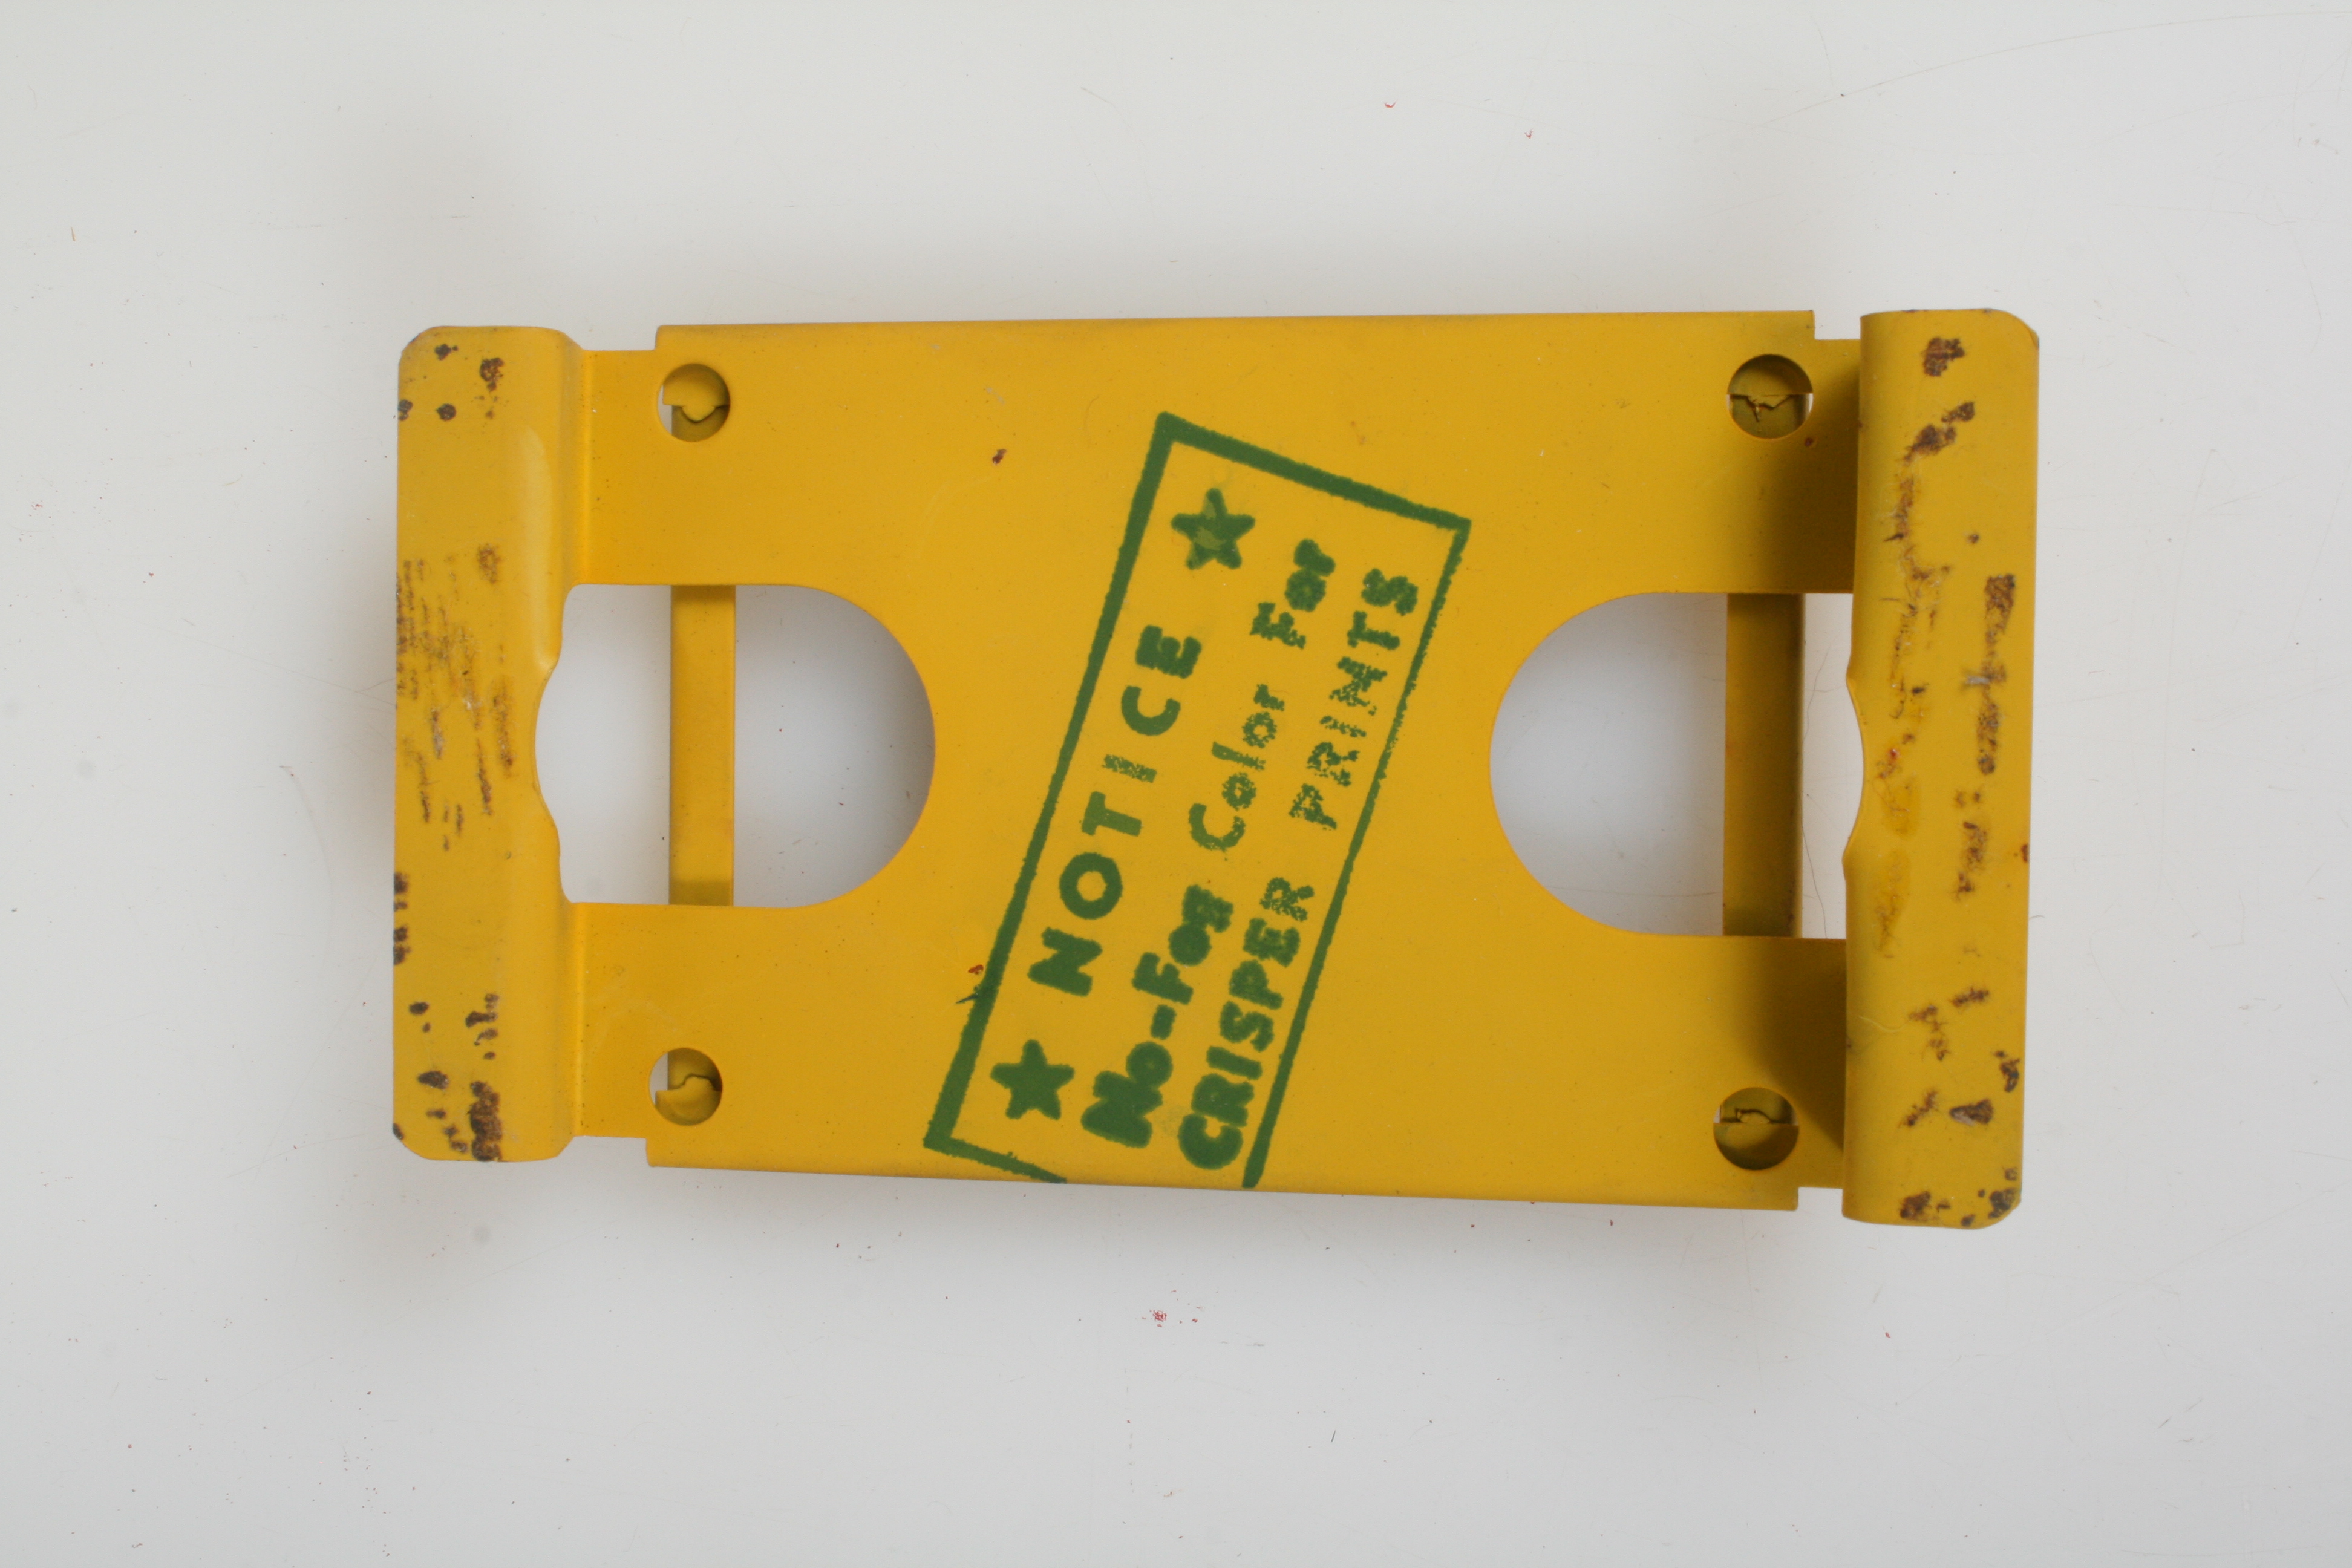 ★ NOTICE ★
No-Fog Color For
CRISPER PRINTS